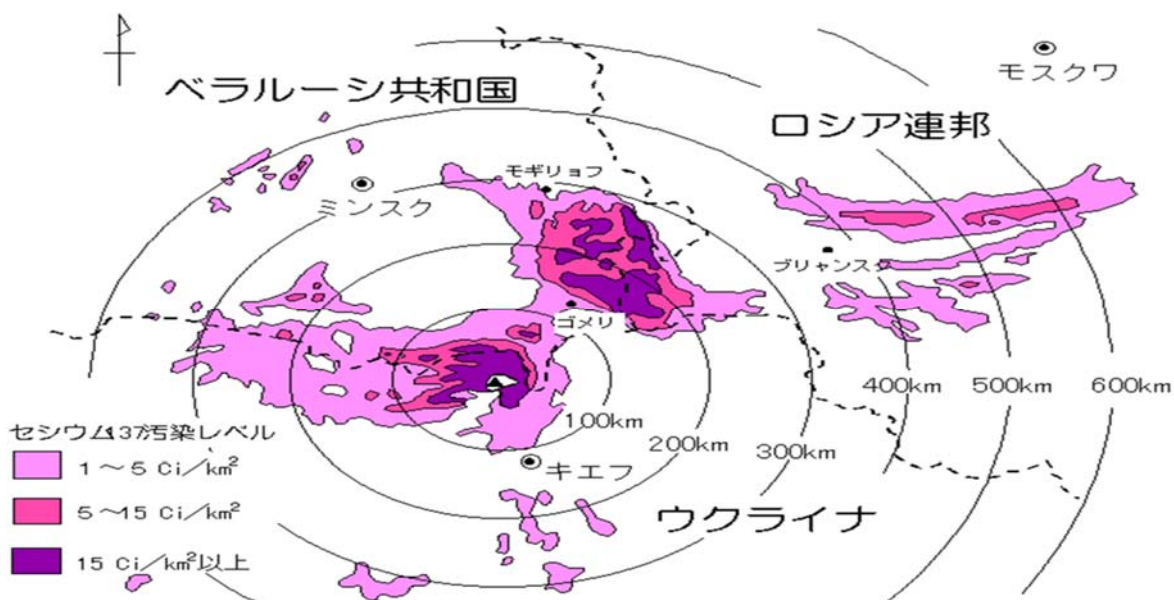 モスクワ
ベラルーシ共和国
ロシア連邦
モギリョフ
ミンスク
ブリャンスク
ゴメリ
400km
500km
600km
100km
200km
300km
セシウム137汚染レベル
1～5 Ci/km²
キエフ
5～15 Ci/km²
ウクライナ
15 Ci/km²以上